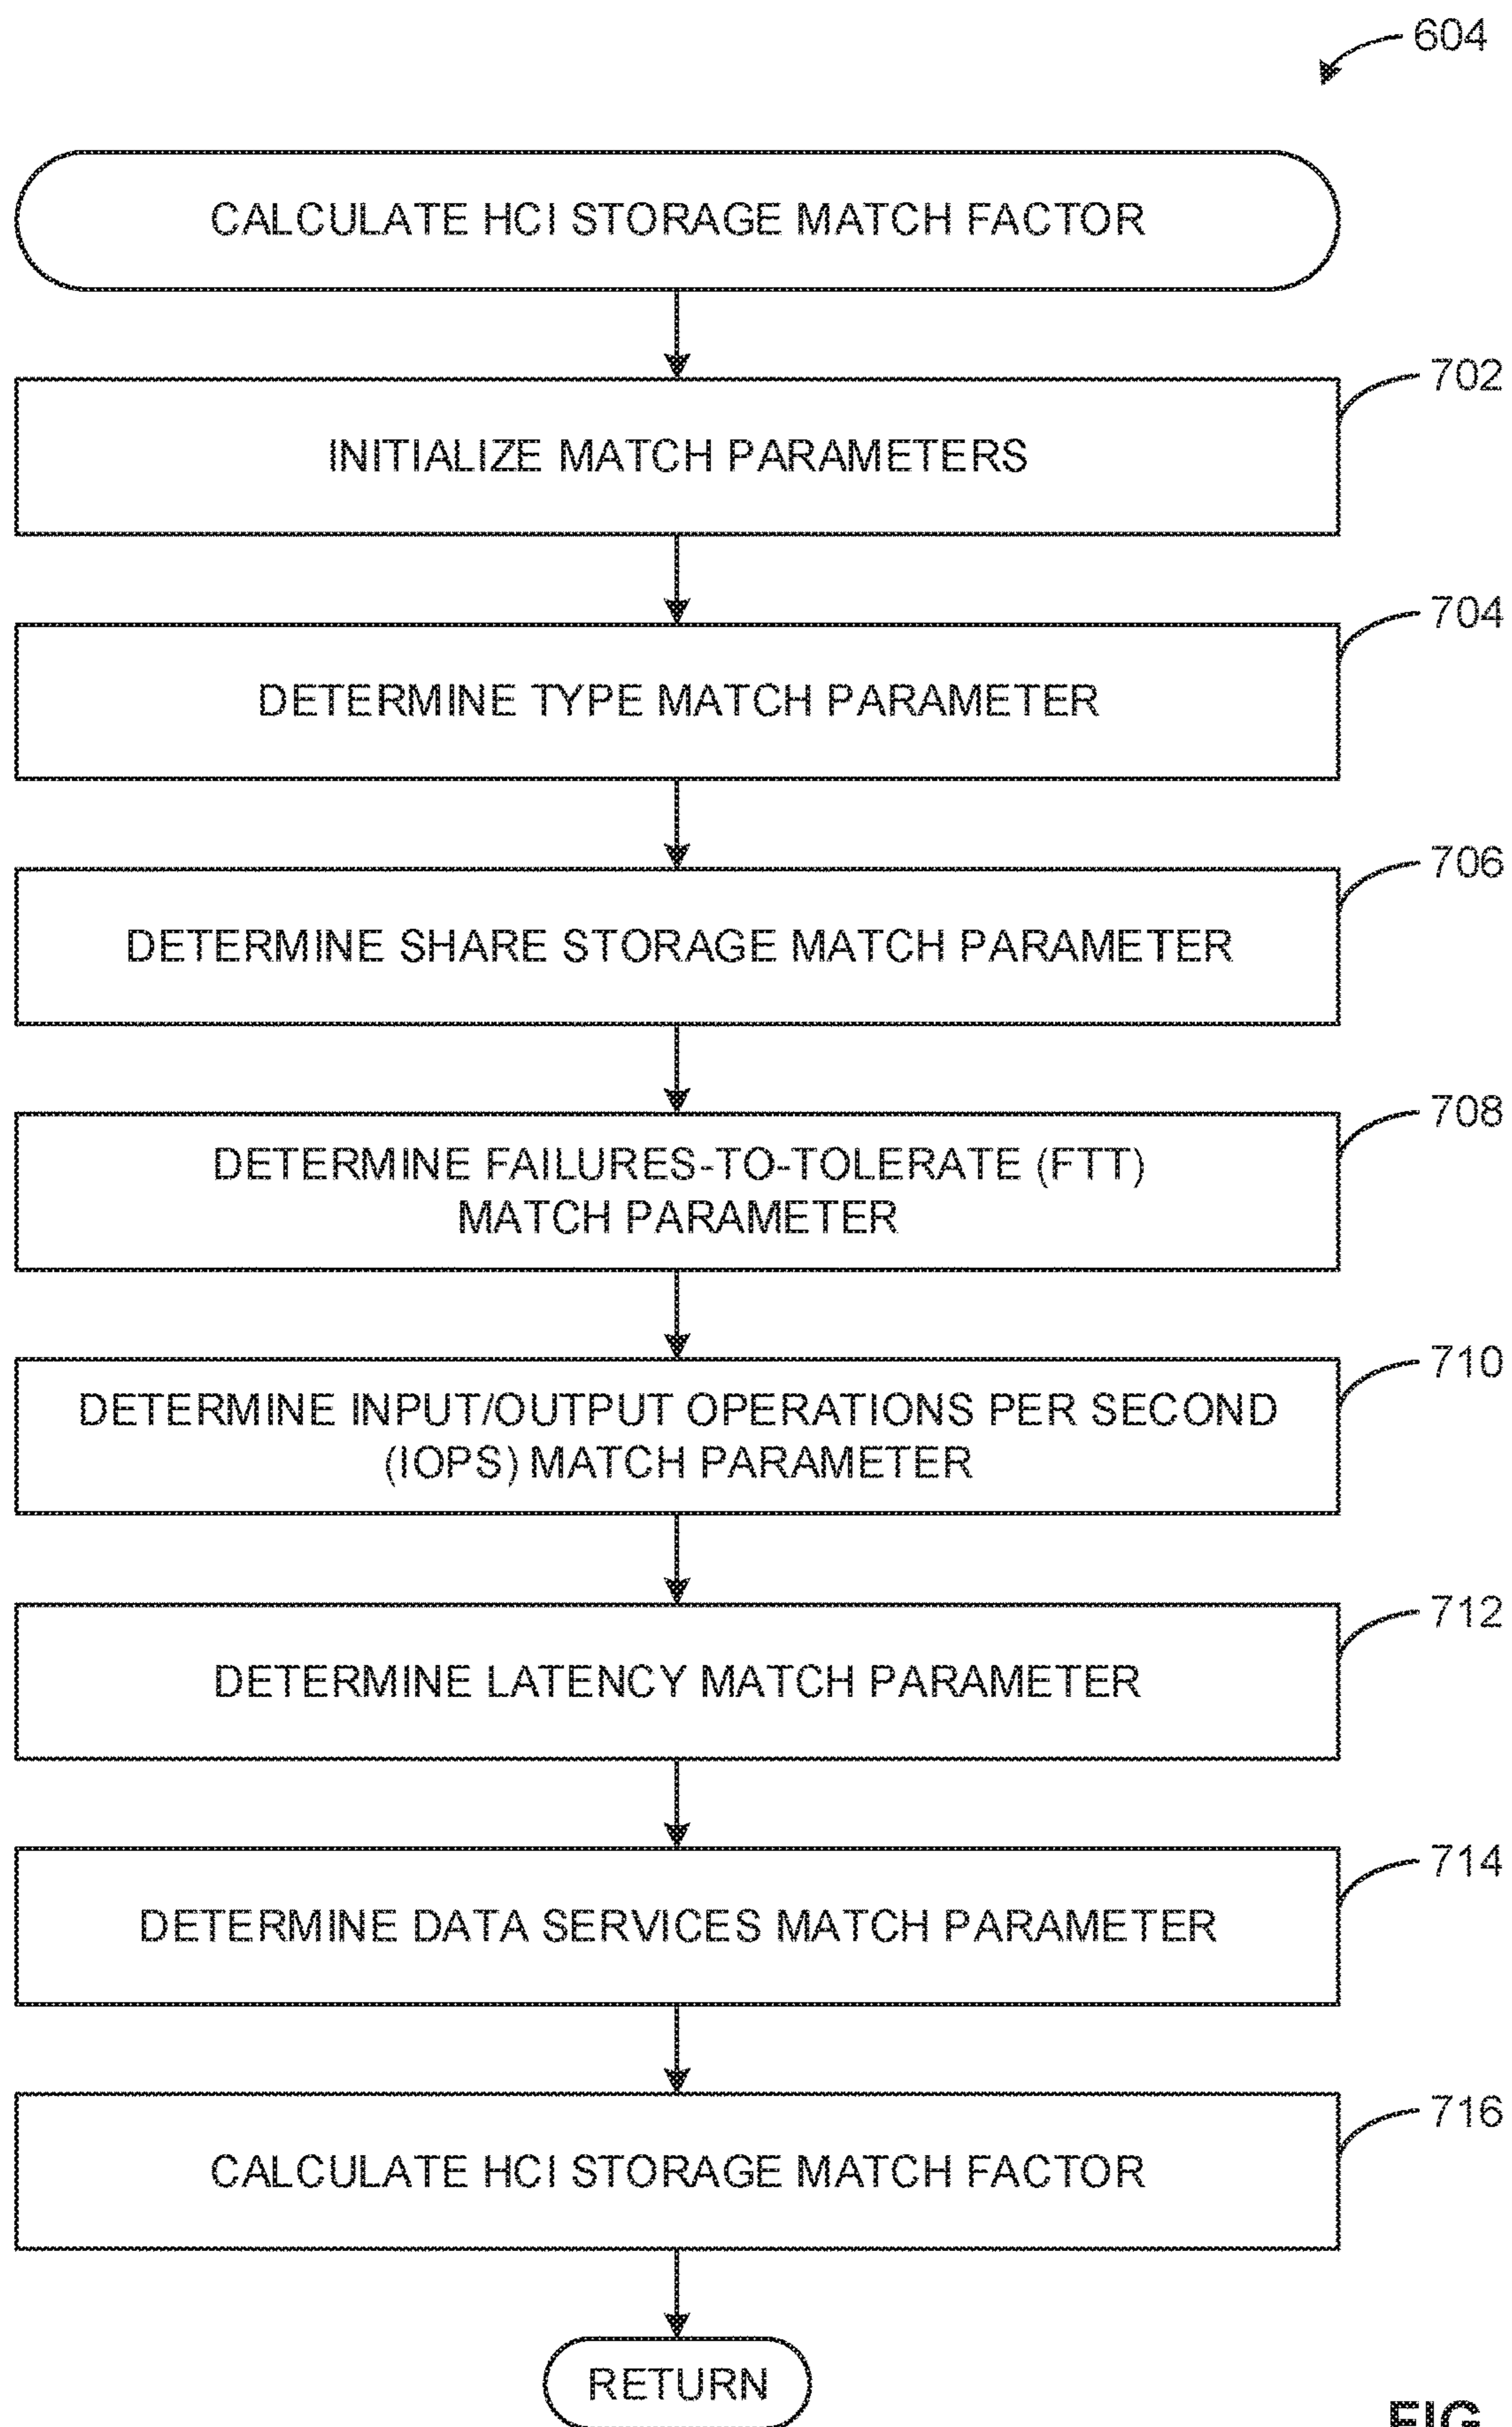 604
CALCULATE HCI STORAGE MATCH FACTOR
702
INITIALIZE MATCH PARAMETERS
704
DETERMINE TYPE MATCH PARAMETER
706
DETERMINE SHARE STORAGE MATCH PARAMETER
708
DETERMINE FAILURES-TO-TOLERATE (FTT)
MATCH PARAMETER
710
DETERMINE INPUT/OUTPUT OPERATIONS PER SECOND
(IOPS) MATCH PARAMETER
712
DETERMINE LATENCY MATCH PARAMETER
714
DETERMINE DATA SERVICES MATCH PARAMETER
716
CALCULATE HCI STORAGE MATCH FACTOR
RETURN
FIG